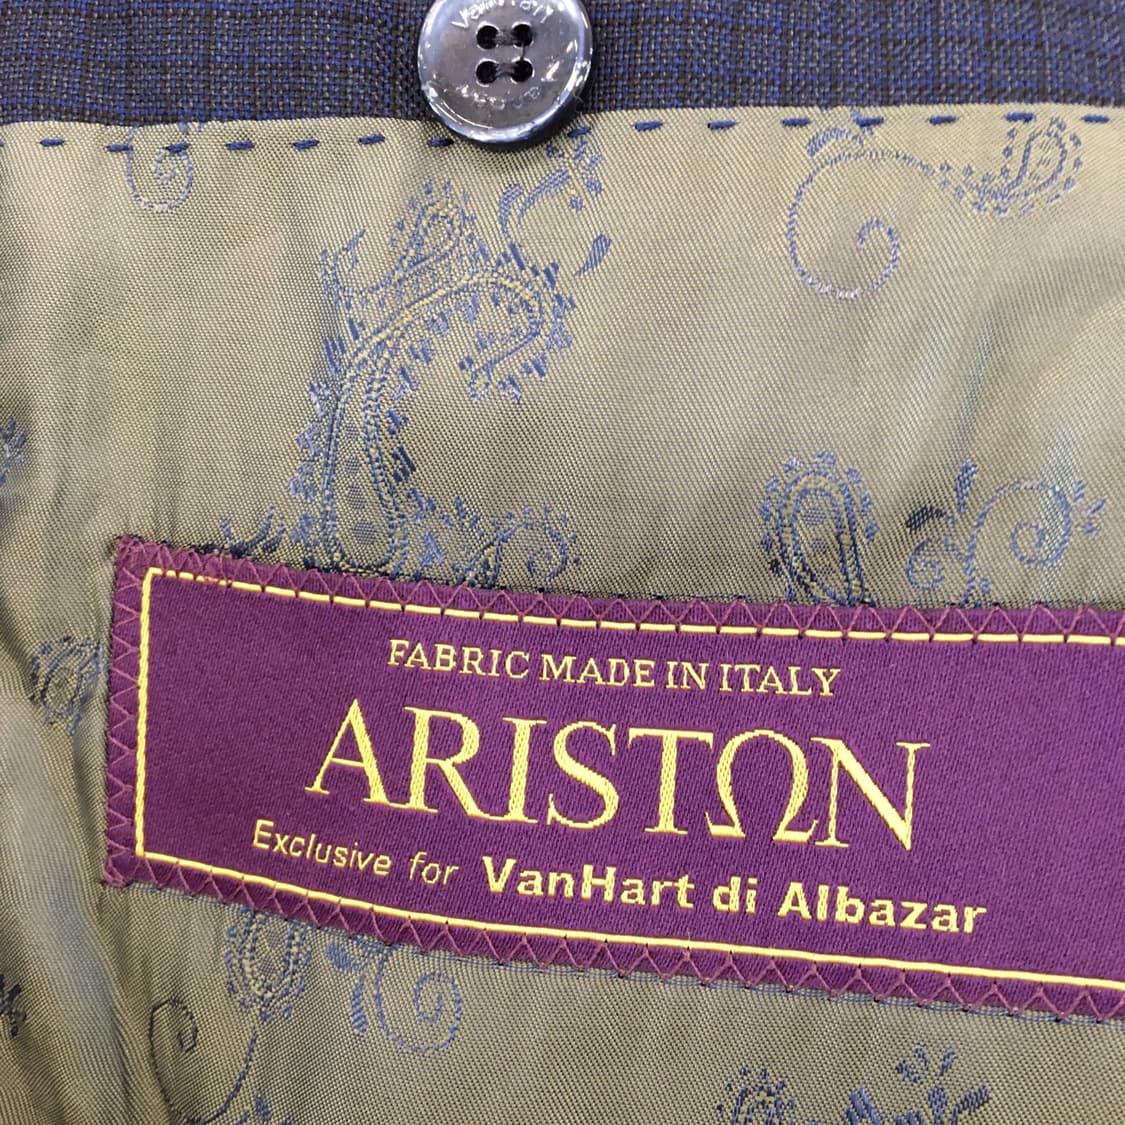 FABRIC MADE IN ITALY
ARISTΩN
Exclusive for VanHart di Albazar